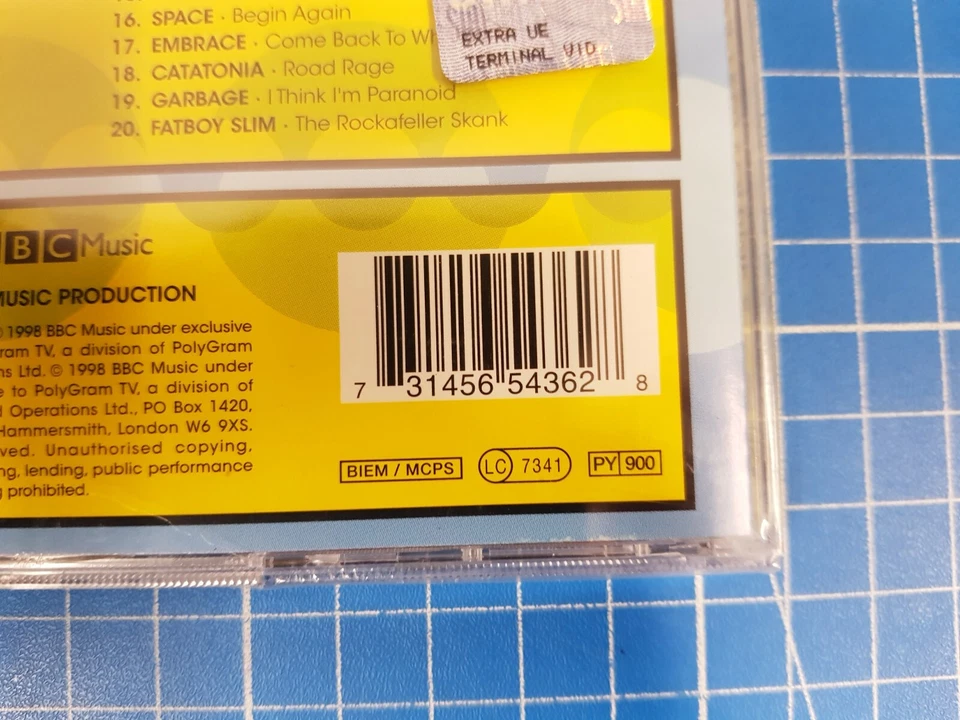 16. SPACE · Begin Again
17. EMBRACE · Come Back To Wh
18. CATATONIA · Road Rage
19. GARBAGE · I Think I'm Paranoid
20. FATBOY SLIM · The Rockafeller Skank
EXTRA UE
TERMINAL VID
BBC Music
MUSIC PRODUCTION
1998 BBC Music under exclusive
ram TV, a division of PolyGram
ns Ltd. © 1998 BBC Music under
e to PolyGram TV, a division of
d Operations Ltd., PO Box 1420,
Hammersmith, London W6 9XS.
ved. Unauthorised copying,
ng, lending, public performance
g prohibited.
7 31456 54362 8
BIEM / MCPS LC 7341 PY 900